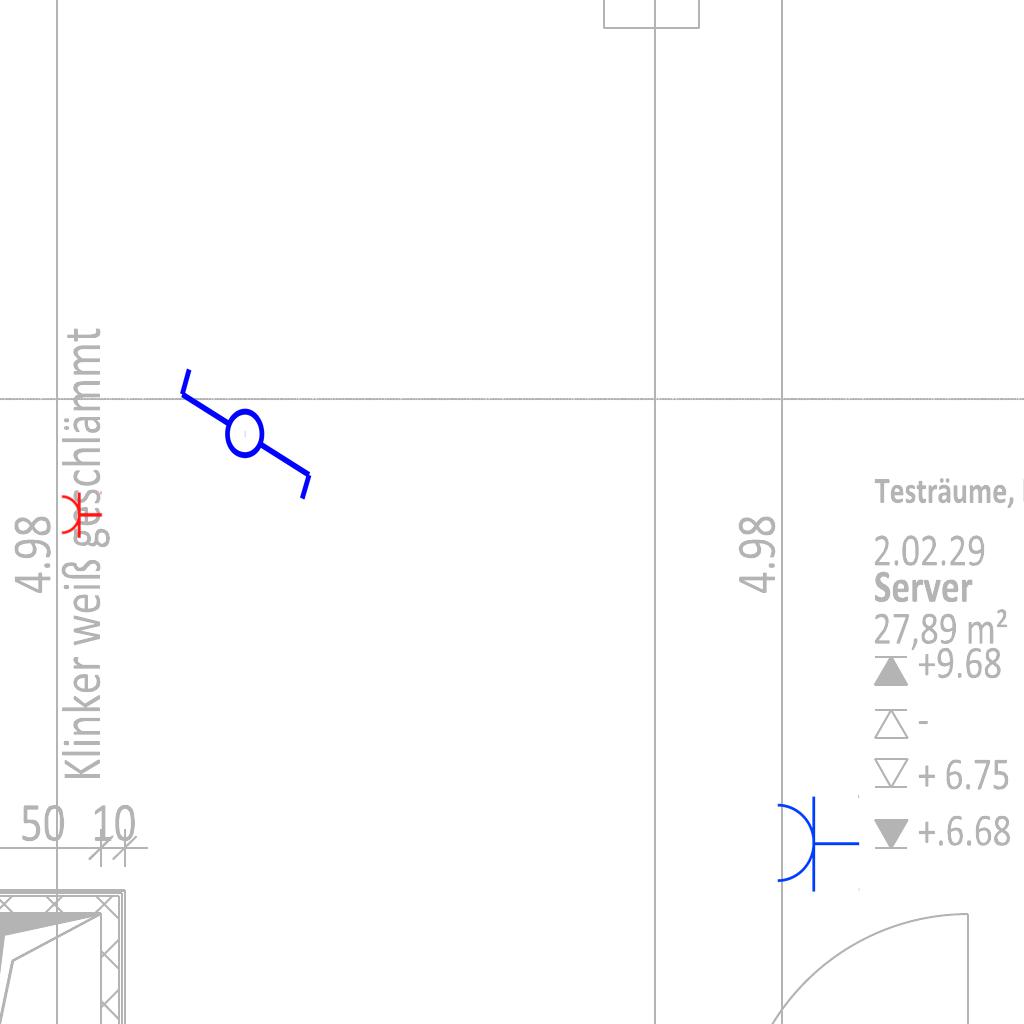 Klinker weiß geschlämmt
4.98
4.98
50 10
Testräume,
2.02.29
Server
27,89 m²
+9.68
-
+ 6.75
+.6.68